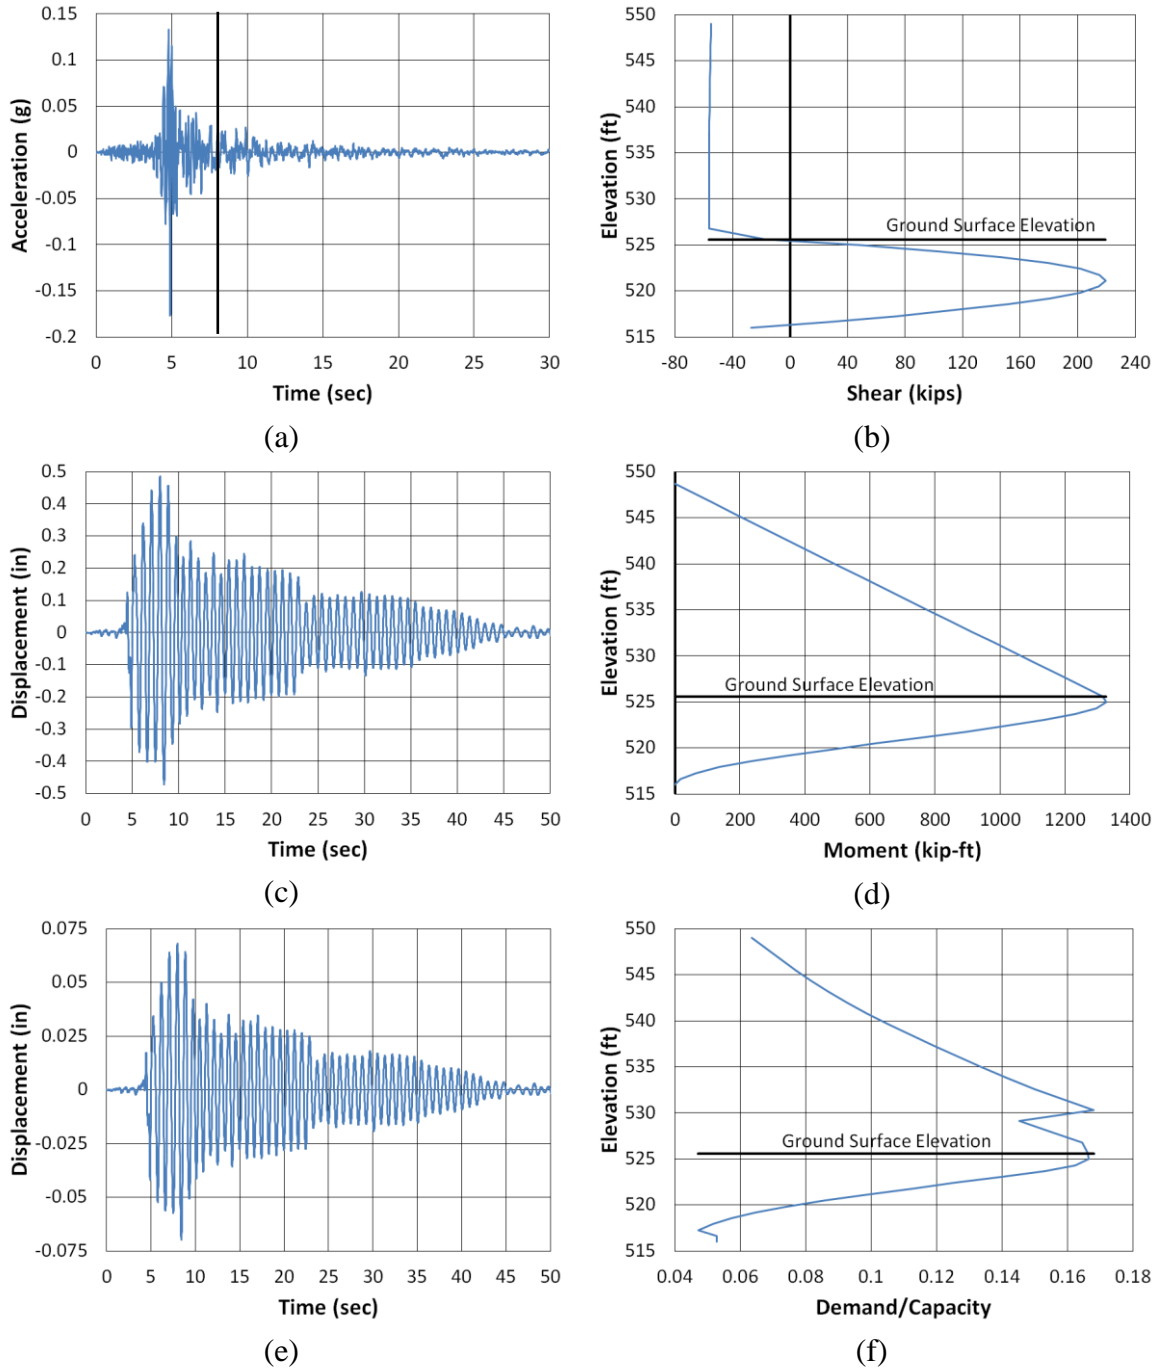 Acceleration (g)
0.15
0.1
0.05
0
-0.05
-0.1
-0.15
-0.2
0 5 10 15 20 25 30
Time (sec)
(a)
Elevation (ft)
550
545
540
535
530
525
520
515
Ground Surface Elevation
-80 -40 0 40 80 120 160 200 240
Shear (kips)
(b)
Displacement (in)
0.5
0.4
0.3
0.2
0.1
0
-0.1
-0.2
-0.3
-0.4
-0.5
0 5 10 15 20 25 30 35 40 45 50
Time (sec)
(c)
Elevation (ft)
550
545
540
535
530
525
520
515
Ground Surface Elevation
0 200 400 600 800 1000 1200 1400
Moment (kip-ft)
(d)
Displacement (in)
0.075
0.05
0.025
0
-0.025
-0.05
-0.075
0 5 10 15 20 25 30 35 40 45 50
Time (sec)
(e)
Elevation (ft)
550
545
540
535
530
525
520
515
Ground Surface Elevation
0.04 0.06 0.08 0.1 0.12 0.14 0.16 0.18
Demand/Capacity
(f)